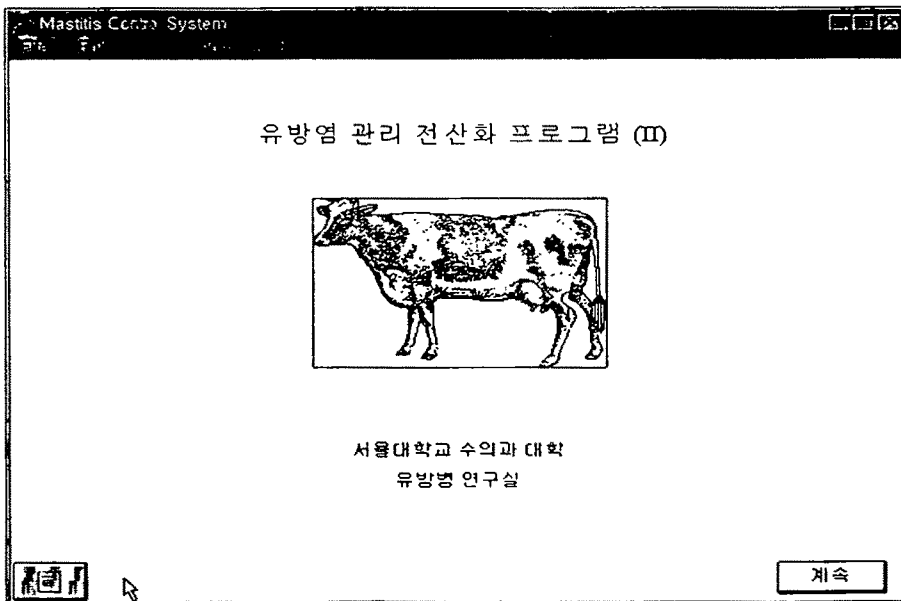 Mastitis Control System
유방염 관리 전산화 프로그램 (II)
서울대학교 수의과 대학
유방병 연구실
계속